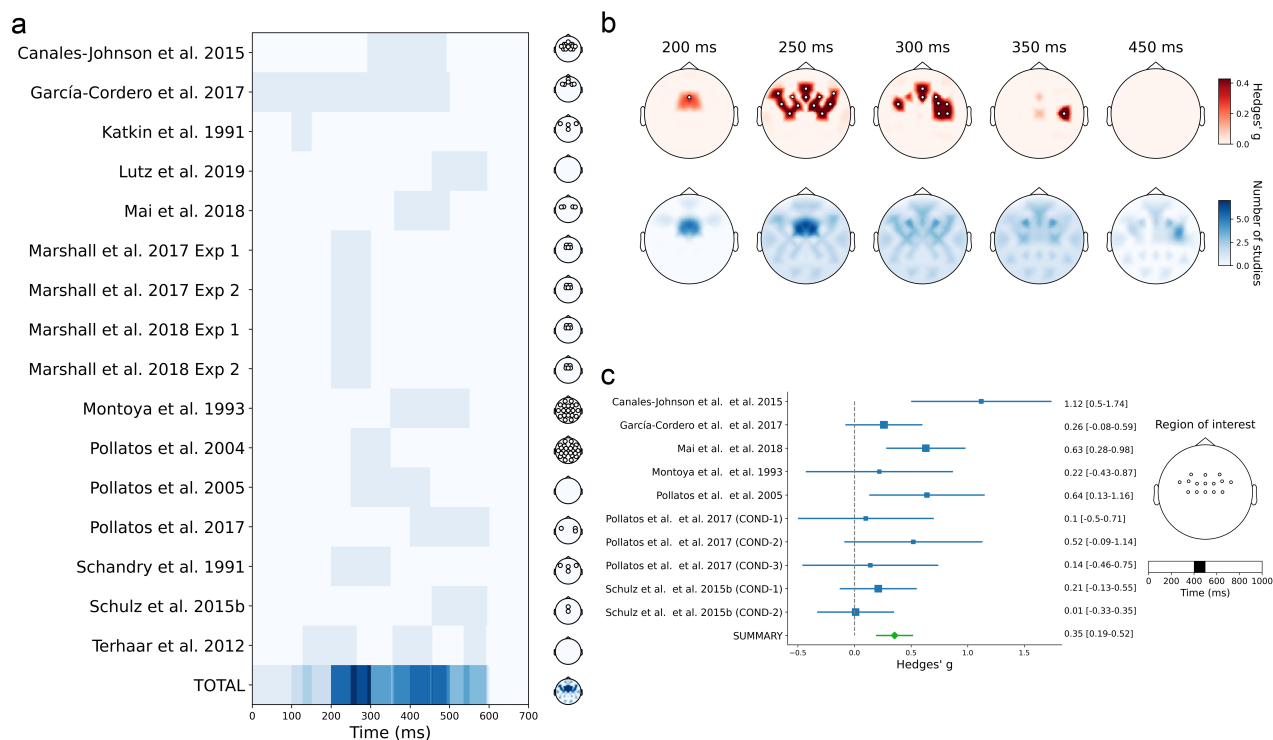 a
Canales-Johnson et al. 2015
García-Cordero et al. 2017
Katkin et al. 1991
Lutz et al. 2019
Mai et al. 2018
Marshall et al. 2017 Exp 1
Marshall et al. 2017 Exp 2
Marshall et al. 2018 Exp 1
Marshall et al. 2018 Exp 2
Montoya et al. 1993
Pollatos et al. 2004
Pollatos et al. 2005
Pollatos et al. 2017
Schandry et al. 1991
Schulz et al. 2015b
Terhaar et al. 2012
TOTAL
0 100 200 300 400 500 600 700
Time (ms)
b
200 ms 250 ms 300 ms 350 ms 450 ms
0.4
0.2
0.0
Hedges' g
5.0
2.5
0.0
Number of studies
c
Canales-Johnson et al. et al. 2015 1.12 [0.5-1.74]
García-Cordero et al. et al. 2017 0.26 [-0.08-0.59]
Mai et al. et al. 2018 0.63 [0.28-0.98]
Montoya et al. et al. 1993 0.22 [-0.43-0.87]
Pollatos et al. et al. 2005 0.64 [0.13-1.16]
Pollatos et al. et al. 2017 (COND-1) 0.1 [-0.5-0.71]
Pollatos et al. et al. 2017 (COND-2) 0.52 [-0.09-1.14]
Pollatos et al. et al. 2017 (COND-3) 0.14 [-0.46-0.75]
Schulz et al. et al. 2015b (COND-1) 0.21 [-0.13-0.55]
Schulz et al. et al. 2015b (COND-2) 0.01 [-0.33-0.35]
SUMMARY 0.35 [0.19-0.52]
−0.5 0.0 0.5 1.0 1.5
Hedges' g
Region of interest
0 200 400 600 800 1000
Time (ms)